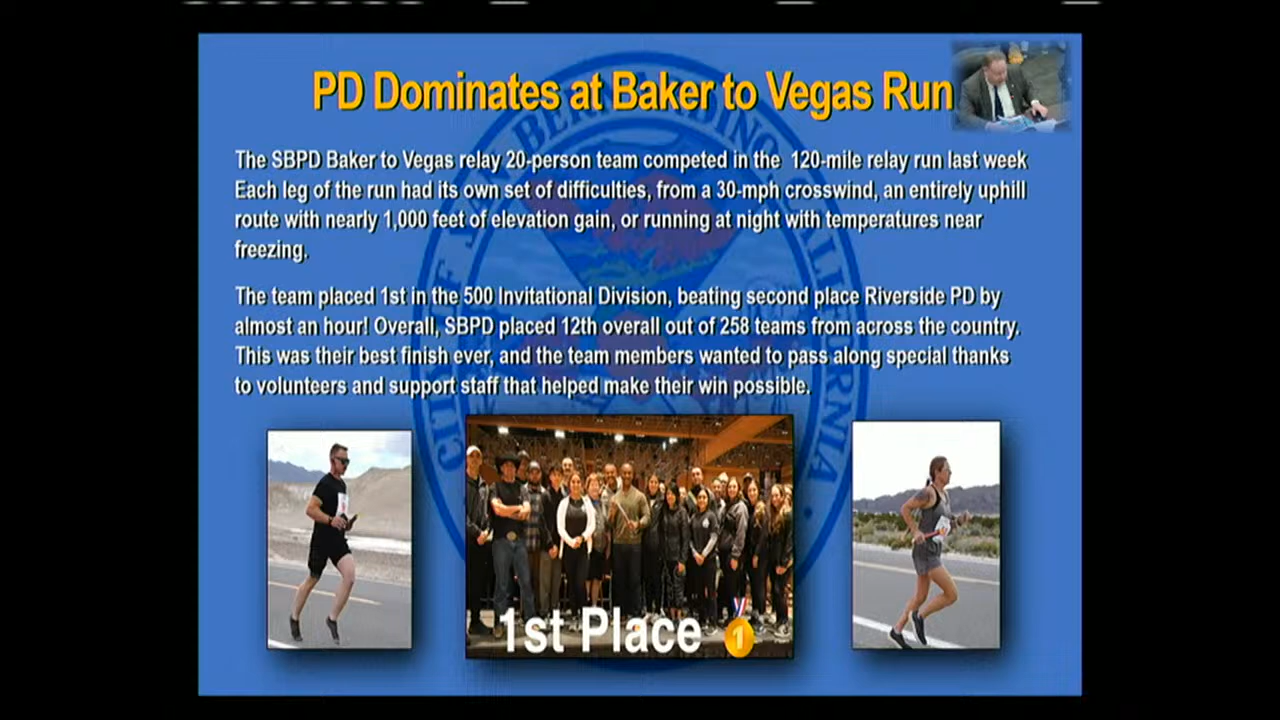 PD Dominates at Baker to Vegas Run
The SBPD Baker to Vegas relay 20-person team competed in the 120-mile relay run last week
Each leg of the run had its own set of difficulties, from a 30-mph crosswind, an entirely uphill
route with nearly 1,000 feet of elevation gain, or running at night with temperatures near
freezing.
The team placed 1st in the 500 Invitational Division, beating second place Riverside PD by
almost an hour! Overall, SBPD placed 12th overall out of 258 teams from across the country.
This was their best finish ever, and the team members wanted to pass along special thanks
to volunteers and support staff that helped make their win possible.
CITY OF SAN BERNARDINO CALIFORNIA
1st Place
1